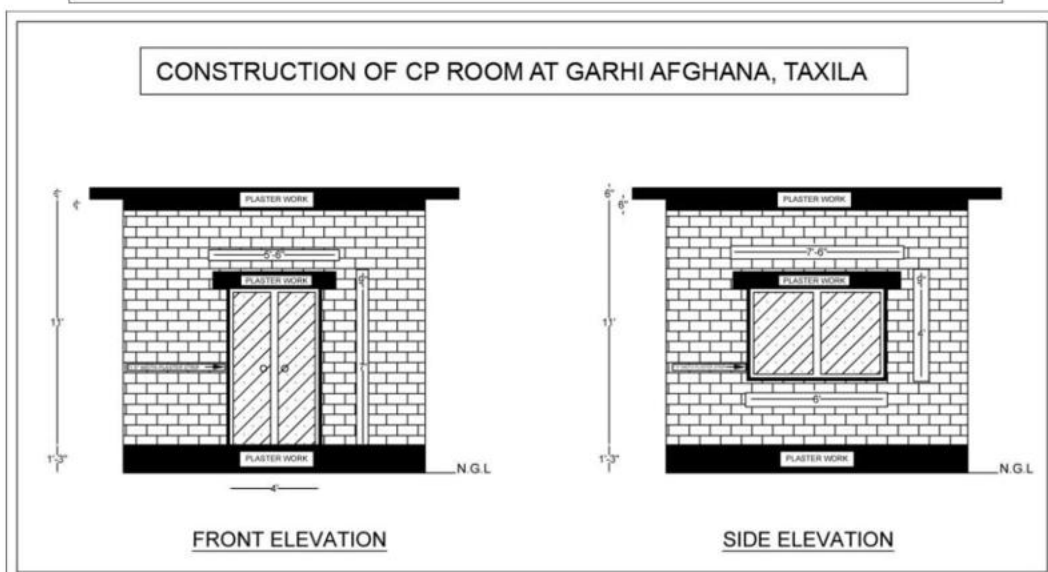 CONSTRUCTION OF CP ROOM AT GARHI AFGHANA, TAXILA
PLASTER WORK
5'-6"
PLASTER WORK
11'
1'-3"
PLASTER WORK
N.G.L
4'
FRONT ELEVATION
6"
6"
PLASTER WORK
7'-6"
PLASTER WORK
11'
4'
6'
1'-3"
PLASTER WORK
N.G.L
SIDE ELEVATION